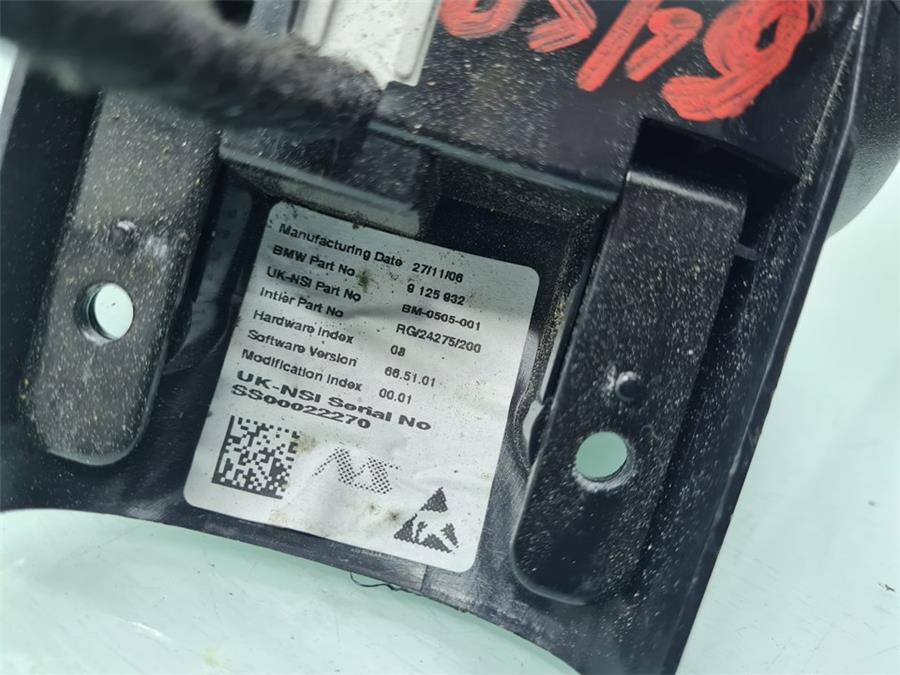 Manufacturing Date 27/11/06
BMW Part No 9 125 932
UK-NSI Part No BM-0505-001
Intier Part No RG/24275/200
Hardware Index 08
Software Version 66.51.01
Modification Index 00.01
UK-NSI Serial No
SS00022270